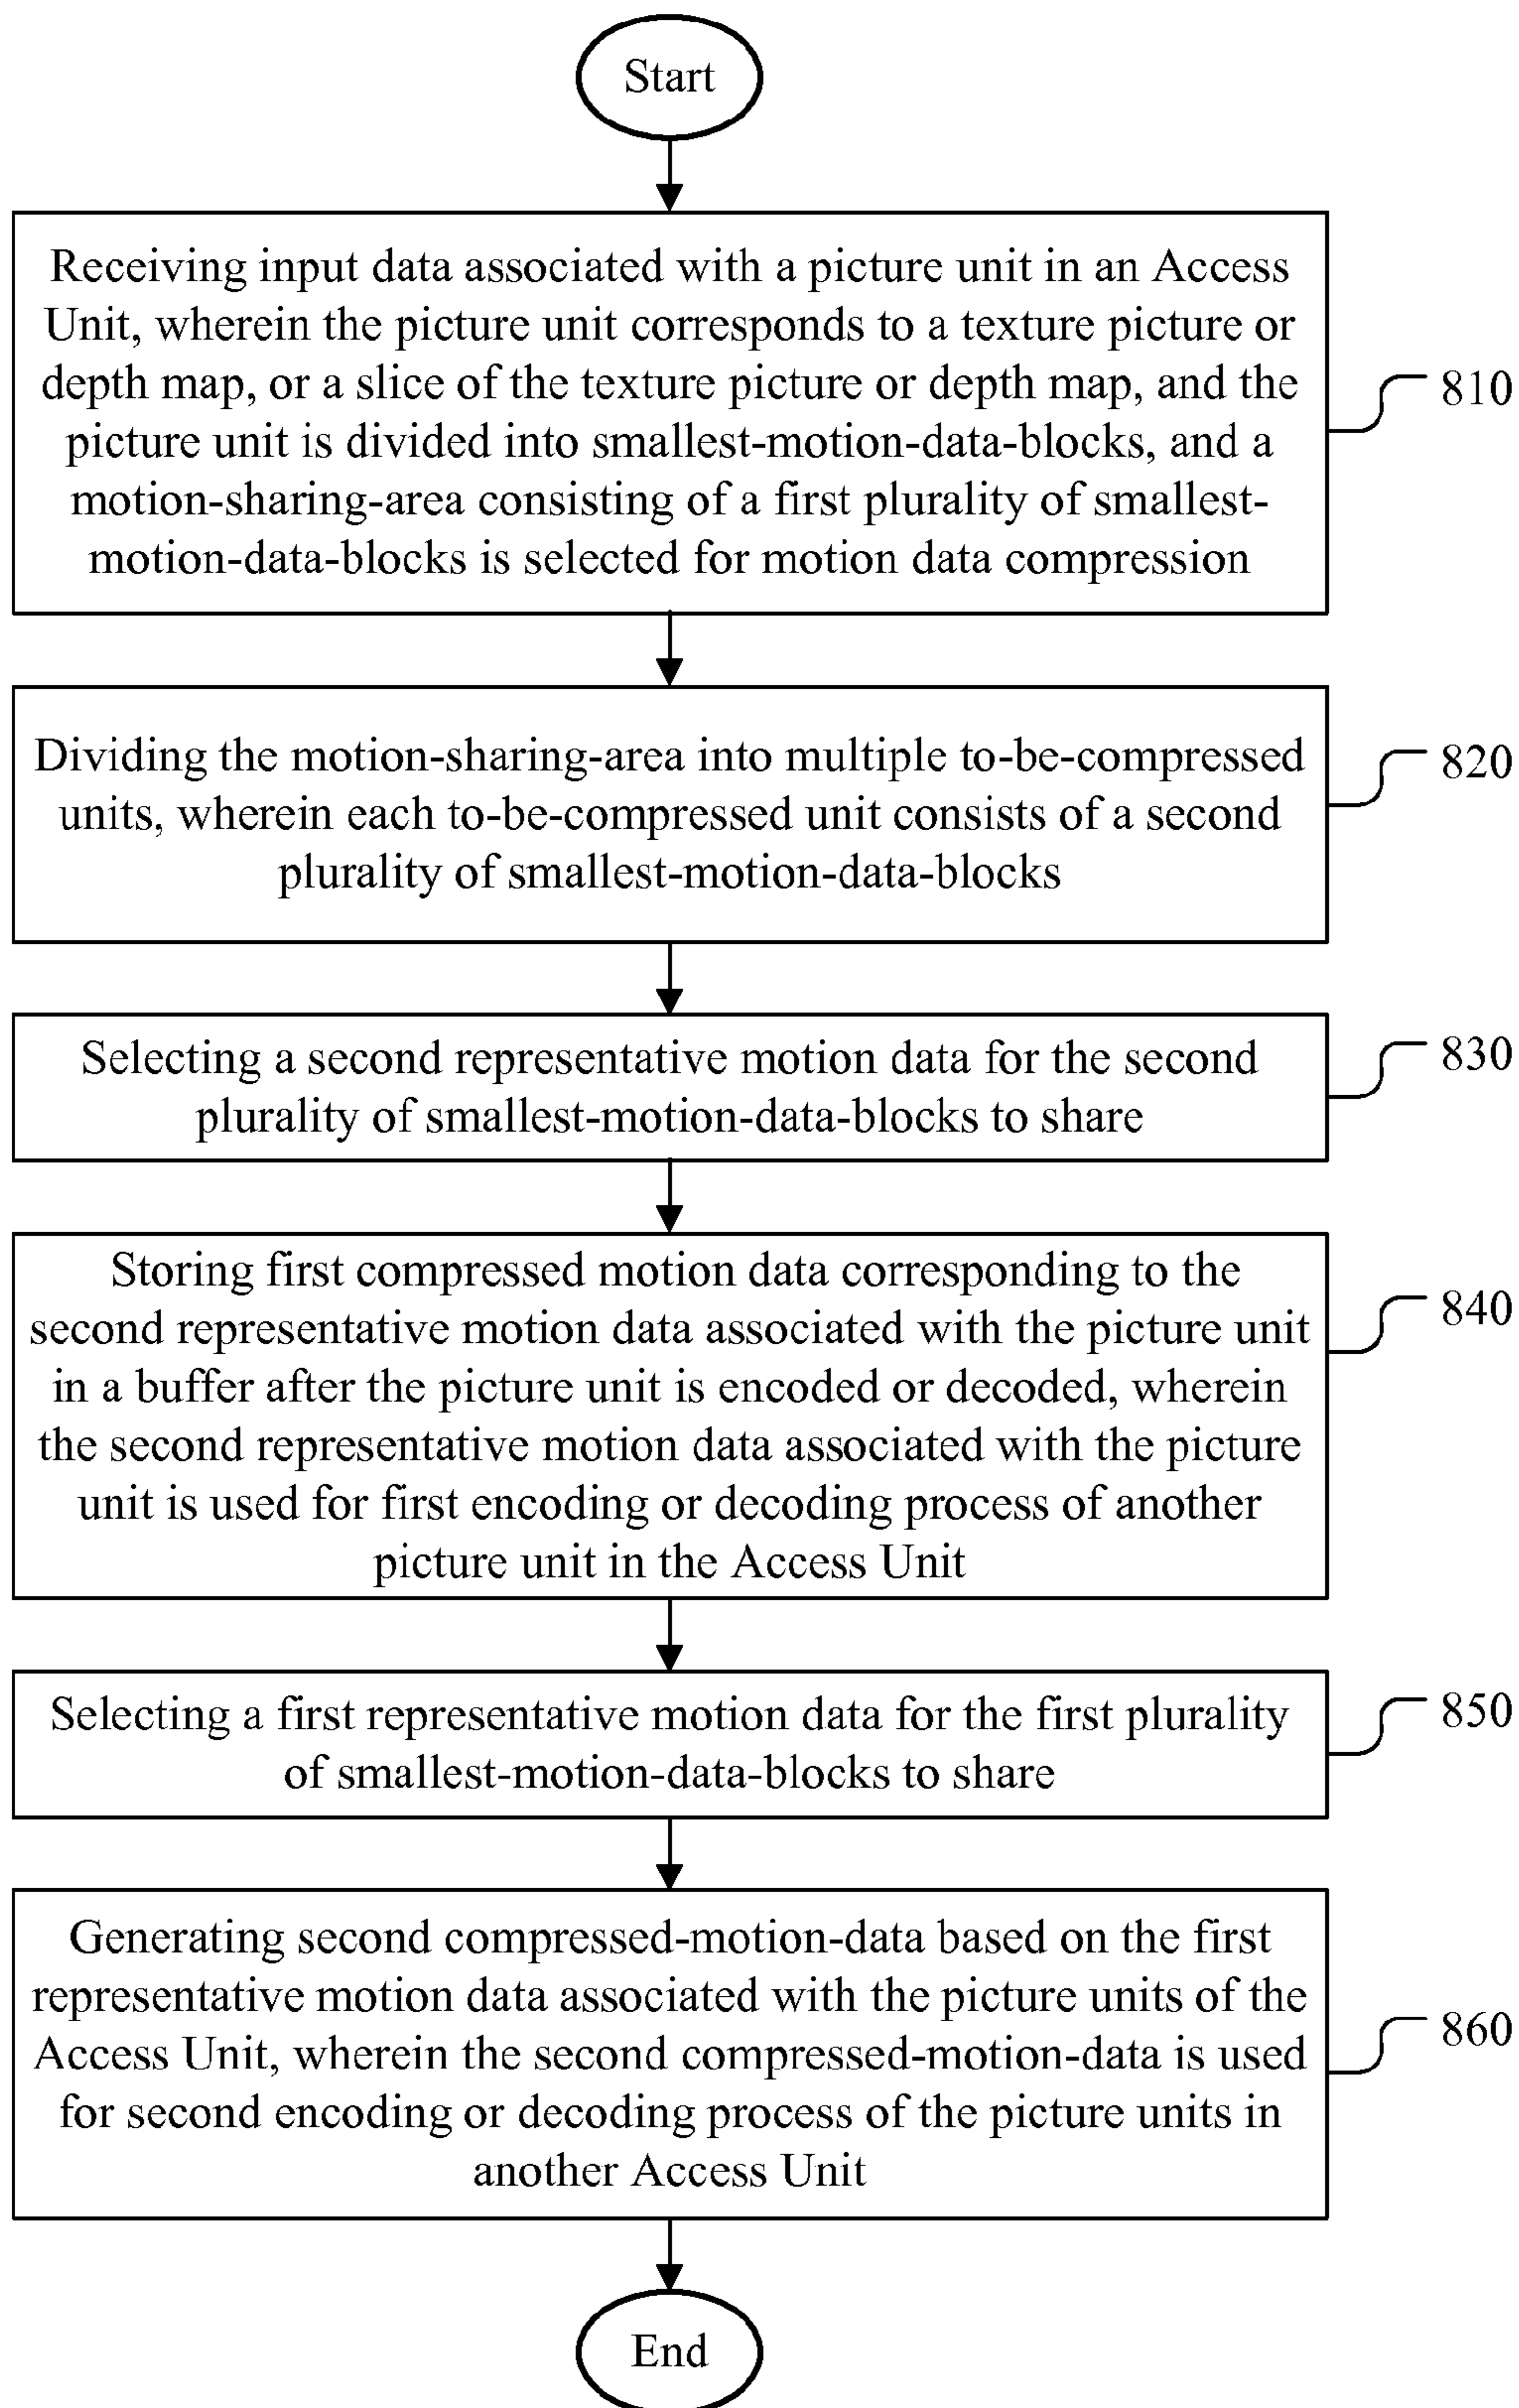 Start
Receiving input data associated with a picture unit in an Access
Unit, wherein the picture unit corresponds to a texture picture or
depth map, or a slice of the texture picture or depth map, and the
picture unit is divided into smallest-motion-data-blocks, and a
motion-sharing-area consisting of a first plurality of smallest-
motion-data-blocks is selected for motion data compression
810
Dividing the motion-sharing-area into multiple to-be-compressed
units, wherein each to-be-compressed unit consists of a second
plurality of smallest-motion-data-blocks
820
Selecting a second representative motion data for the second
plurality of smallest-motion-data-blocks to share
830
Storing first compressed motion data corresponding to the
second representative motion data associated with the picture unit
in a buffer after the picture unit is encoded or decoded, wherein
the second representative motion data associated with the picture
unit is used for first encoding or decoding process of another
picture unit in the Access Unit
840
Selecting a first representative motion data for the first plurality
of smallest-motion-data-blocks to share
850
Generating second compressed-motion-data based on the first
representative motion data associated with the picture units of the
Access Unit, wherein the second compressed-motion-data is used
for second encoding or decoding process of the picture units in
another Access Unit
860
End